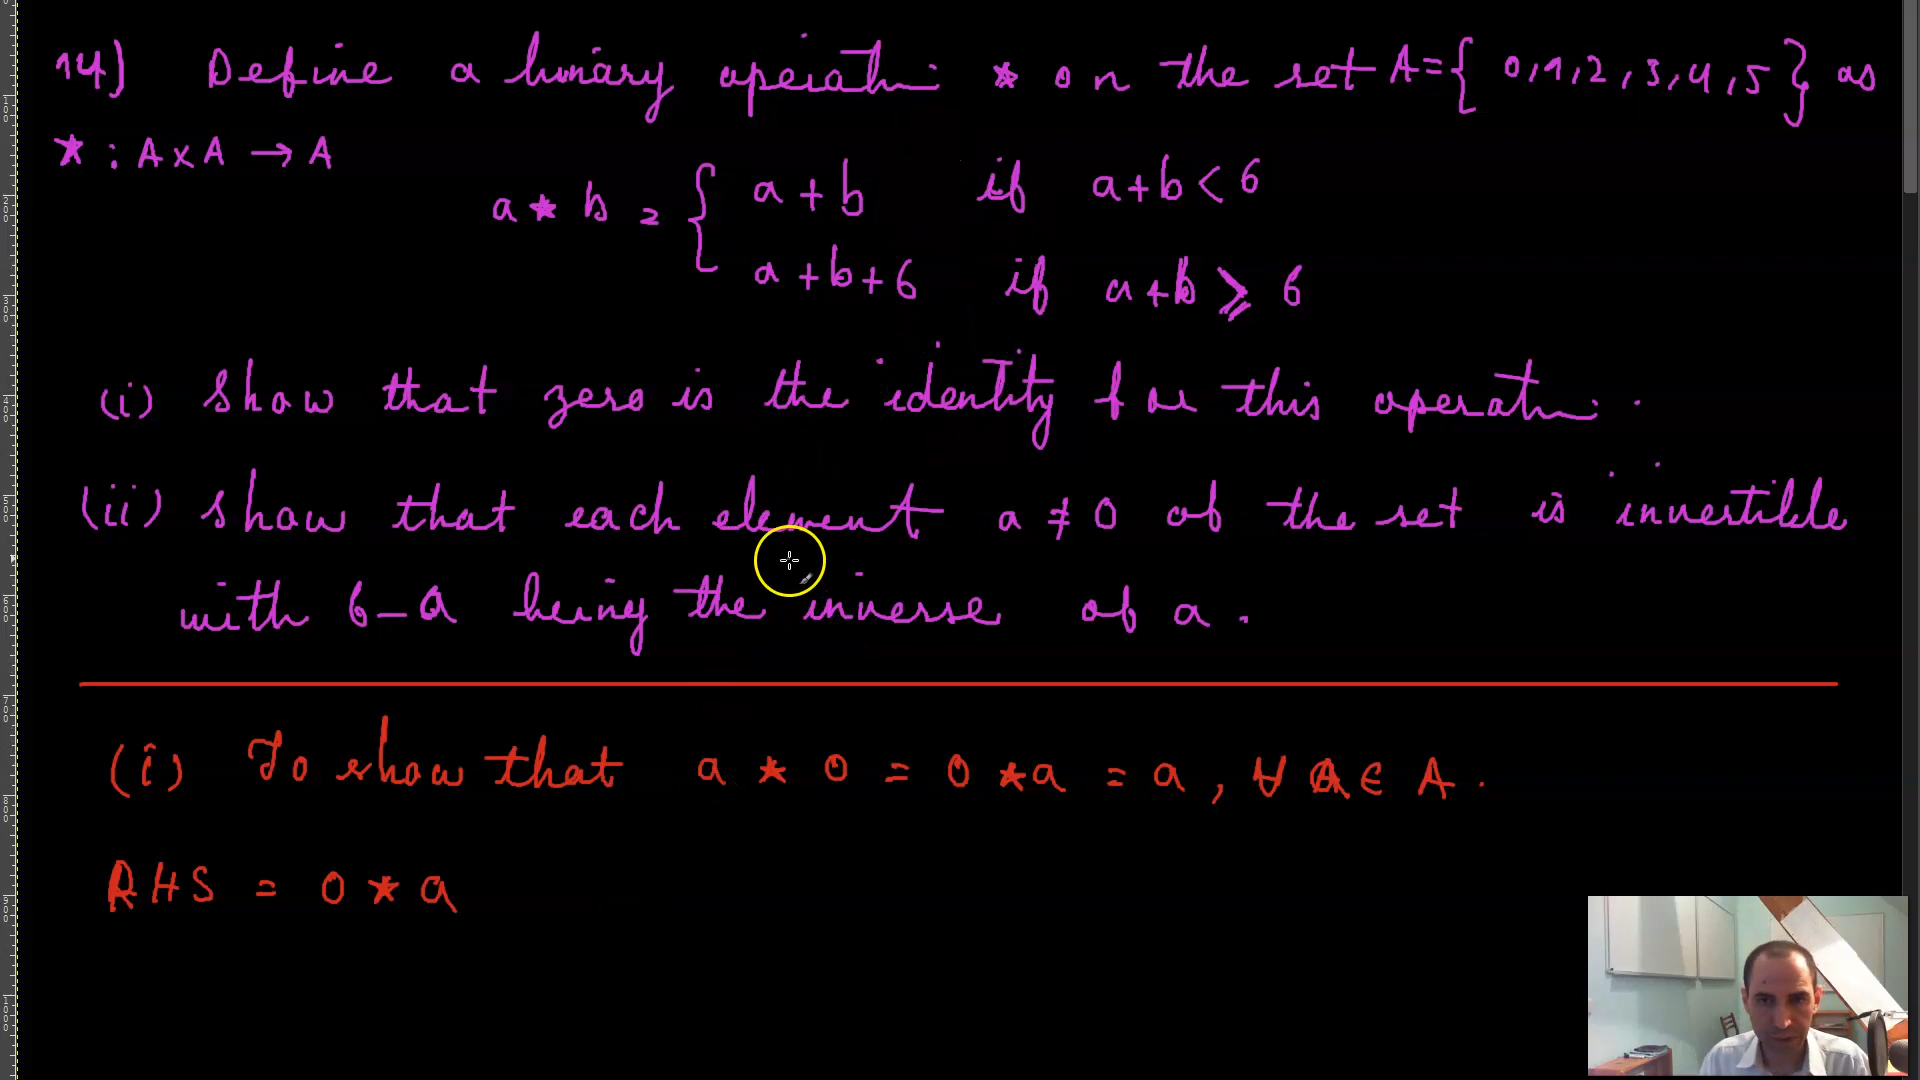 14) Define a binary operation * on the set A = { 0, 1, 2, 3, 4, 5 } as
* : A × A → A
a * b = { a + b if a + b < 6
a + b + 6 if a + b ⩾ 6
(i) Show that zero is the identity for this operation.
(ii) Show that each element a ≠ 0 of the set is invertible
with 6 - a being the inverse of a.
(i) To show that a * 0 = 0 * a = a, ∀ a ∈ A.
RHS = 0 * a